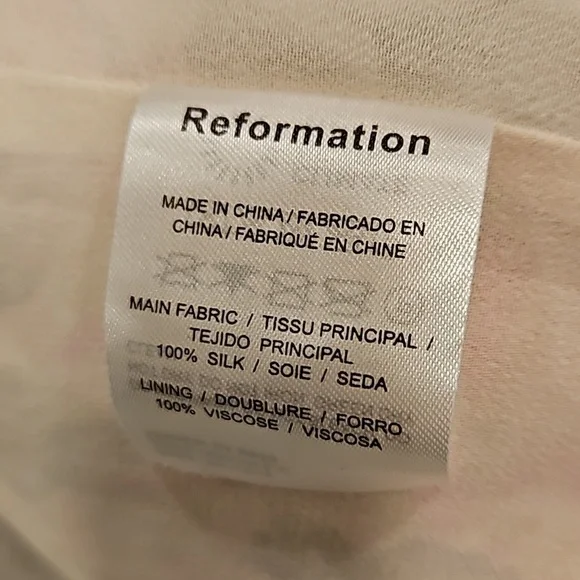 Reformation
MADE IN CHINA / FABRICADO EN
CHINA / FABRIQUÉ EN CHINE
MAIN FABRIC / TISSU PRINCIPAL /
TEJIDO PRINCIPAL
100% SILK / SOIE / SEDA
LINING / DOUBLURE / FORRO
100% VISCOSE / VISCOSA